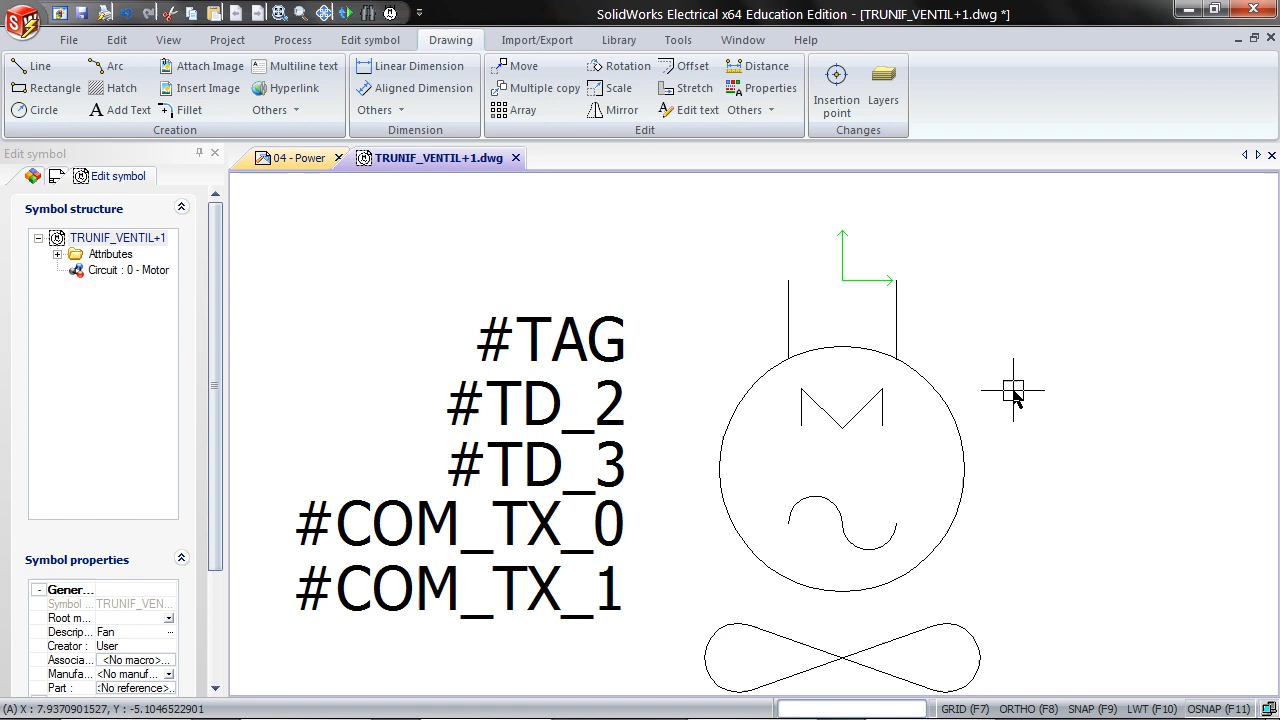 SolidWorks Electrical x64 Education Edition - [TRUNIF_VENTIL+1.dwg *]
File Edit View Project Process Edit symbol Drawing Import/Export Library Tools Window Help
Line Arc Attach Image Multiline text Linear Dimension Move Rotation Offset Distance
Rectangle Hatch Insert Image Hyperlink Aligned Dimension Multiple copy Scale Stretch Properties
Circle Add Text Fillet Others Others Array Mirror Edit text Others
Insertion point Layers
Creation Dimension Edit Changes
Edit symbol
04 - Power TRUNIF_VENTIL+1.dwg
Edit symbol
Symbol structure
TRUNIF_VENTIL+1
Attributes
Circuit : 0 - Motor
#TAG
#TD_2
#TD_3
#COM_TX_0
#COM_TX_1
M
Symbol properties
Gener...
Symbol ... TRUNIF_VEN...
Root m...
Descrip... Fan ...
Creator : User
Associa... <No macro>...
Manufa... <No manuf...
Part : <No reference>...
(A) X : 7.9370901527, Y : -5.1046522901
GRID (F7) ORTHO (F8) SNAP (F9) LWT (F10) OSNAP (F11)